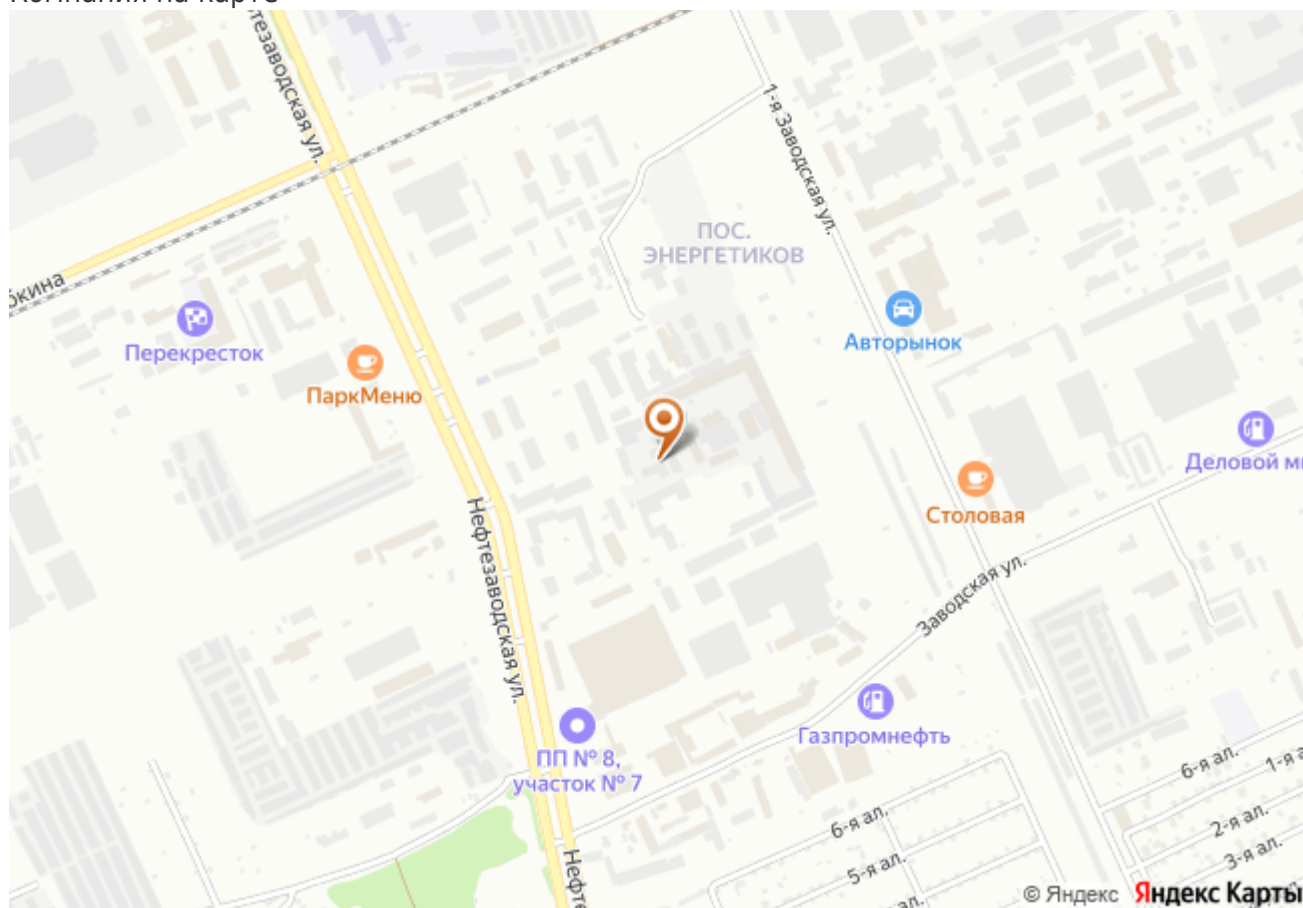 Нефтезаводская ул.
1-я Заводская ул.
ПОС.
ЭНЕРГЕТИКОВ
Перекресток
ПаркМеню
Авторынок
Деловой
Столовая
Нефтезаводская ул.
Заводская ул.
Газпромнефть
ПП № 8,
участок № 7
6-я ал.
1-я
6-я ал.
2-я ал.
5-я ал.
3-я ал.
© Яндекс Яндекс Карты